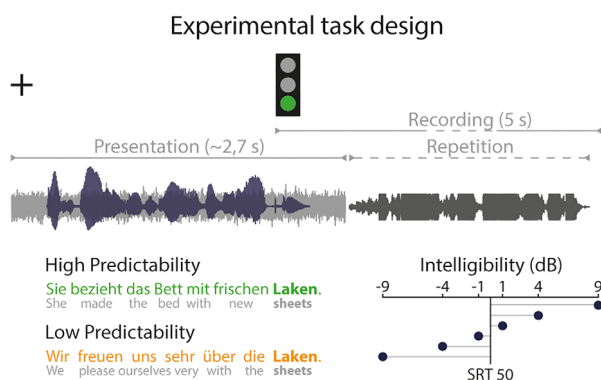 Experimental task design
+
Recording (5 s)
Presentation (~2,7 s)
Repetition
High Predictability
Sie bezieht das Bett mit frischen Laken.
She made the bed with new sheets
Low Predictability
Wir freuen uns sehr über die Laken.
We please ourselves very with the sheets
Intelligibility (dB)
-9 -4 -1 1 4 9
SRT 50